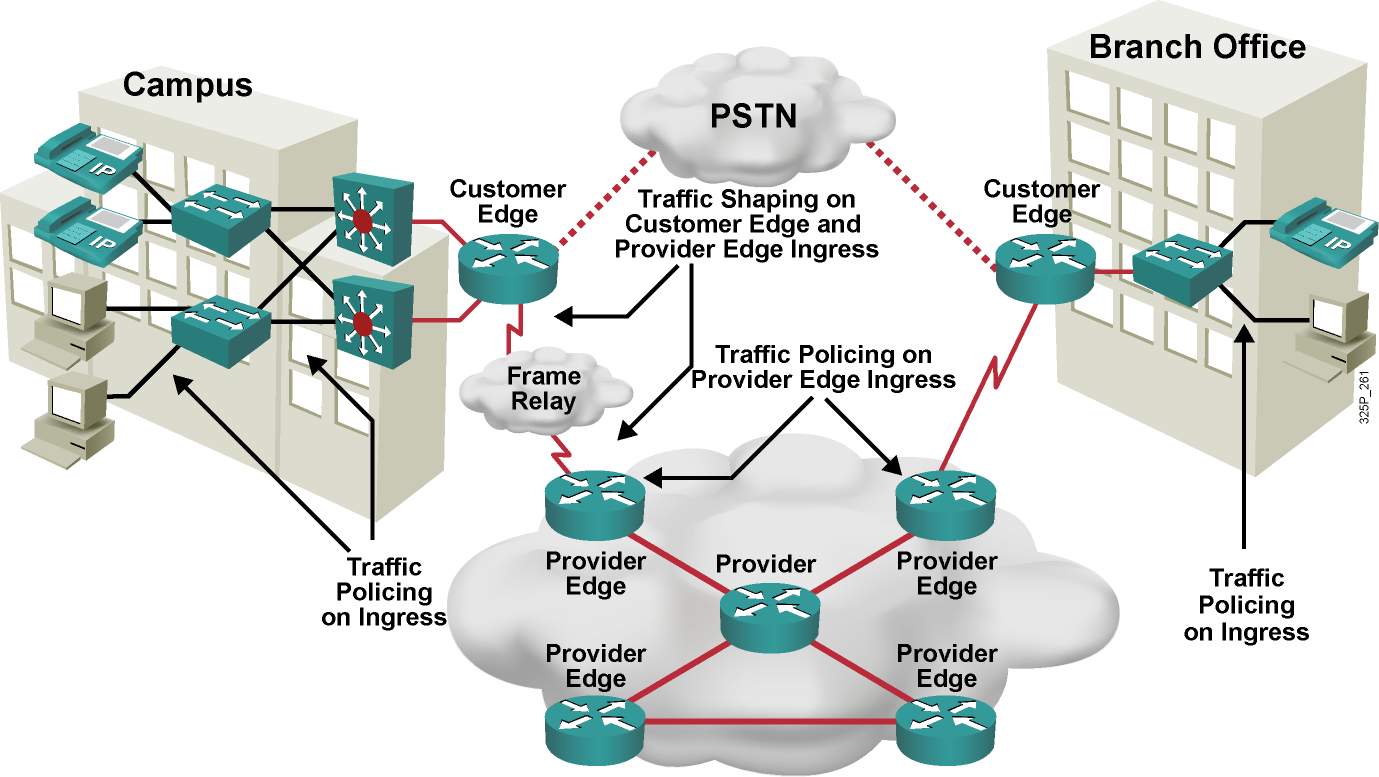 Campus
Branch Office
PSTN
IP
IP
Customer
Edge
Traffic Shaping on
Customer Edge and
Provider Edge Ingress
Customer
Edge
IP
Frame
Relay
Traffic Policing on
Provider Edge Ingress
325P_261
Traffic
Policing
on Ingress
Provider
Edge
Provider
Provider
Edge
Traffic
Policing
on Ingress
Provider
Edge
Provider
Edge